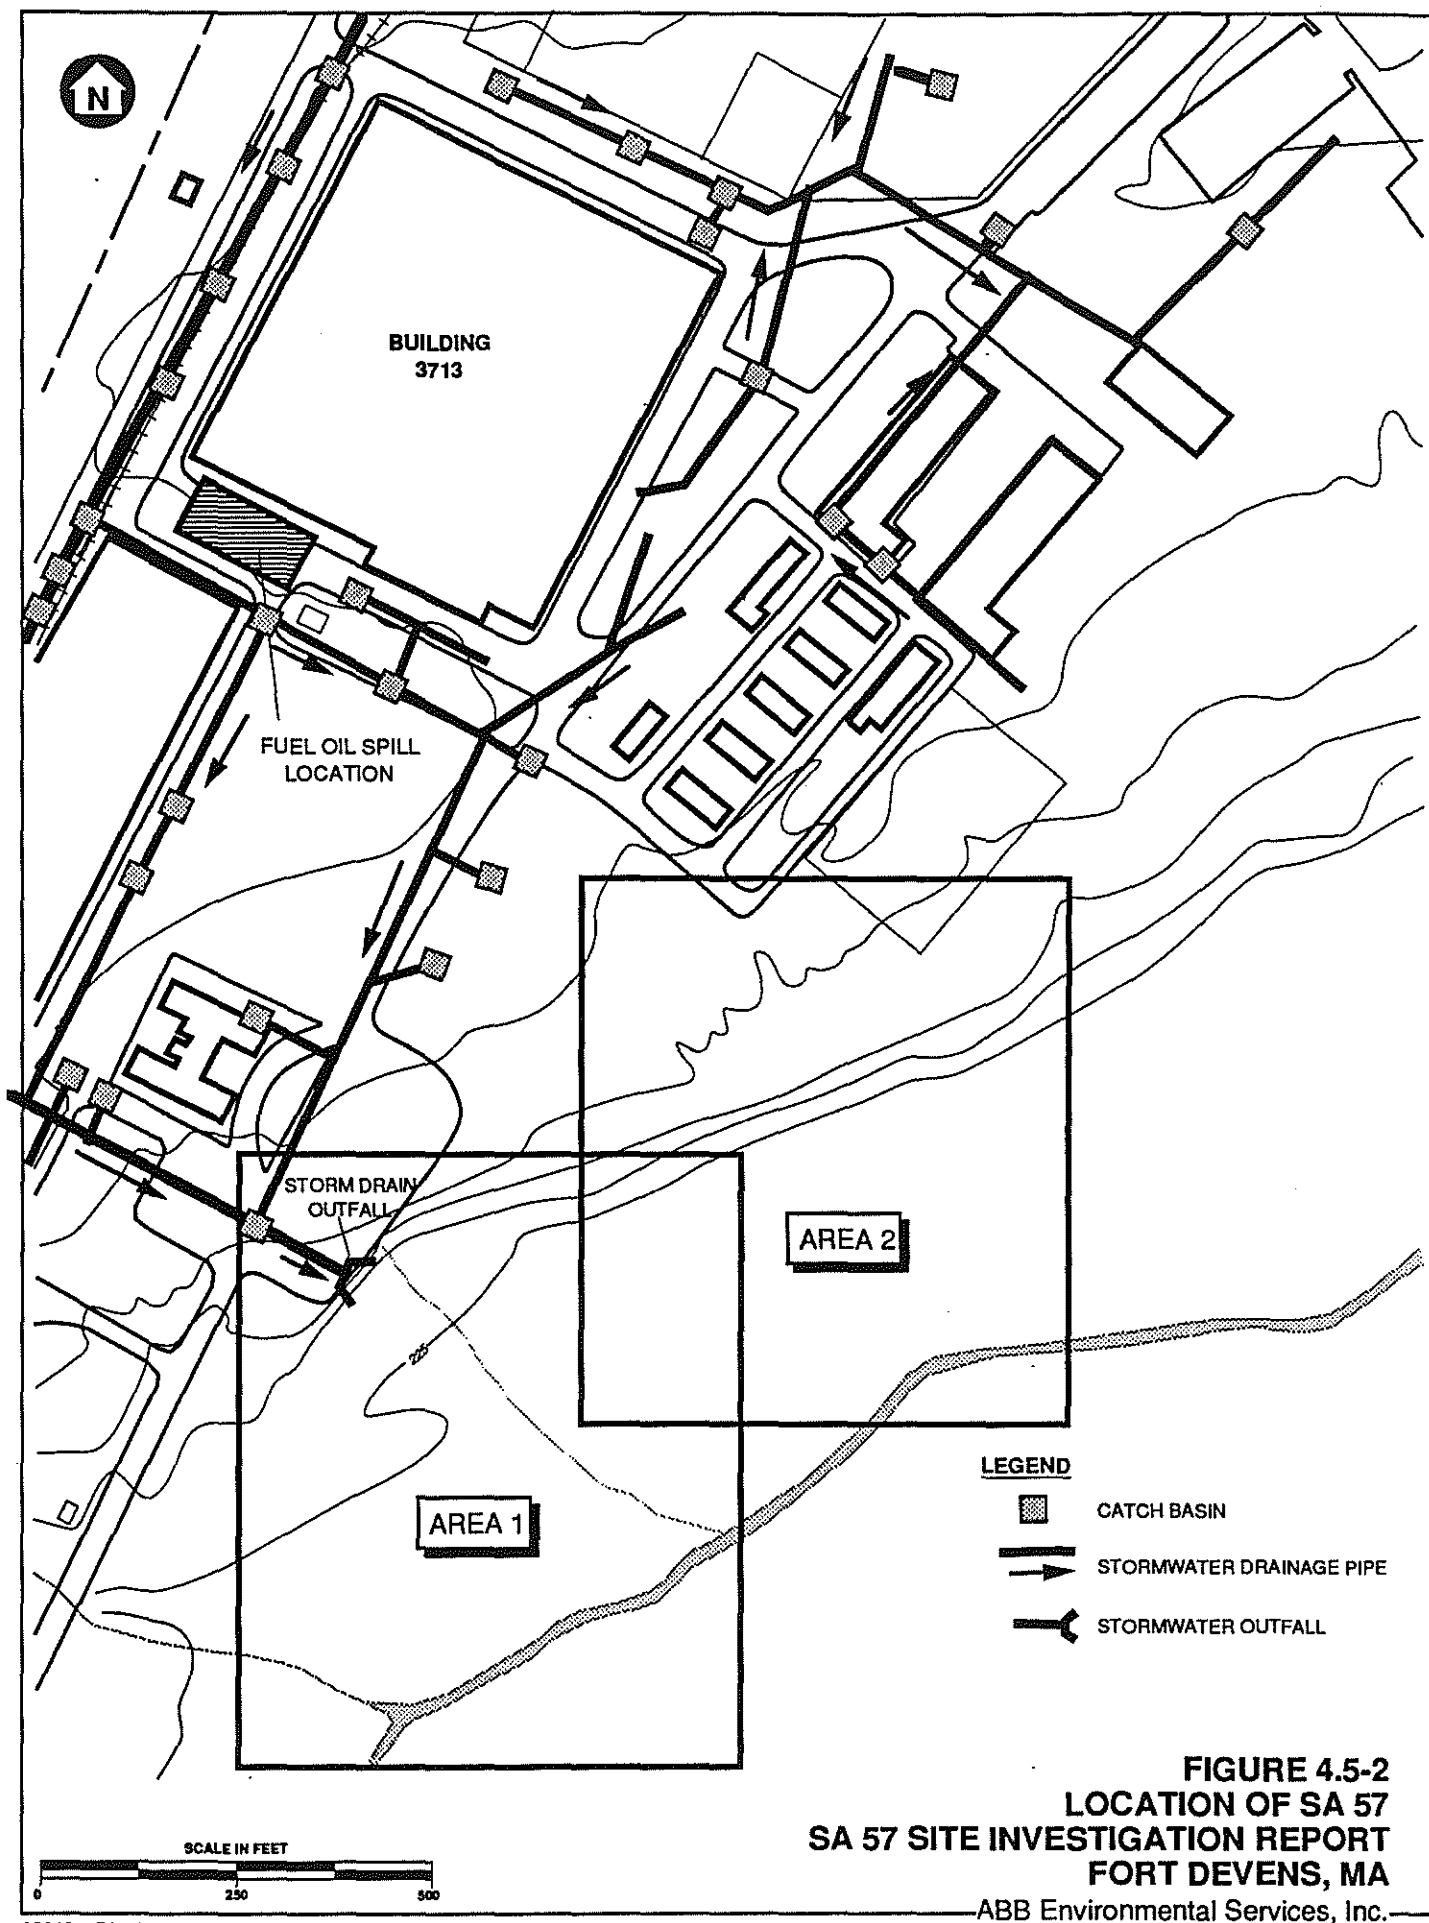 N
BUILDING
3713
FUEL OIL SPILL
LOCATION
STORM DRAIN
OUTFALL
AREA 2
225
AREA 1
LEGEND
CATCH BASIN
STORMWATER DRAINAGE PIPE
STORMWATER OUTFALL
FIGURE 4.5-2
LOCATION OF SA 57
SA 57 SITE INVESTIGATION REPORT
FORT DEVENS, MA
ABB Environmental Services, Inc.
SCALE IN FEET
0 250 500